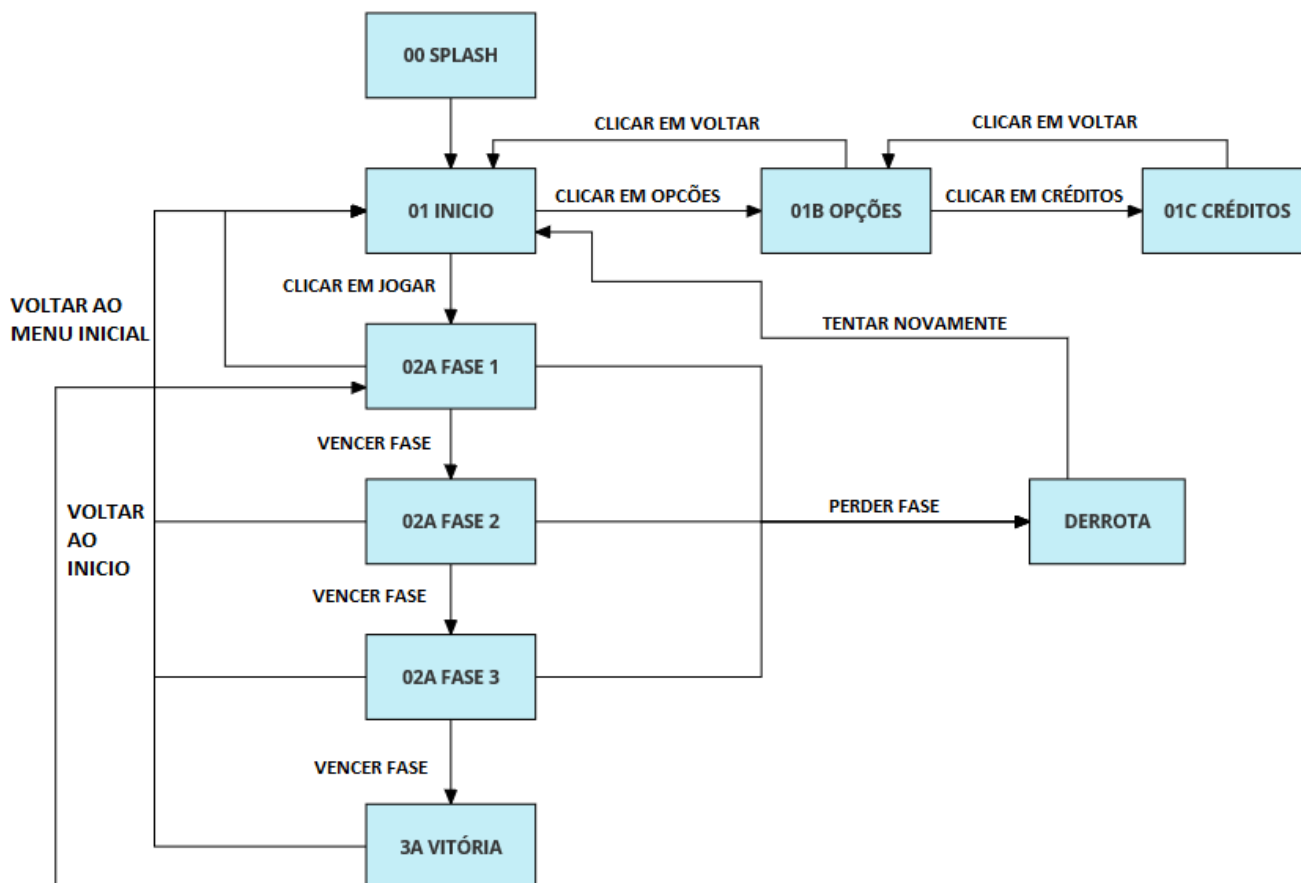 00 SPLASH
CLICAR EM VOLTAR
CLICAR EM VOLTAR
01 INICIO
CLICAR EM OPCÕES
01B OPÇÕES
CLICAR EM CRÉDITOS
01C CRÉDITOS
CLICAR EM JOGAR
VOLTAR AO
MENU INICIAL
TENTAR NOVAMENTE
02A FASE 1
VENCER FASE
VOLTAR
AO
INICIO
02A FASE 2
PERDER FASE
DERROTA
VENCER FASE
02A FASE 3
VENCER FASE
3A VITÓRIA